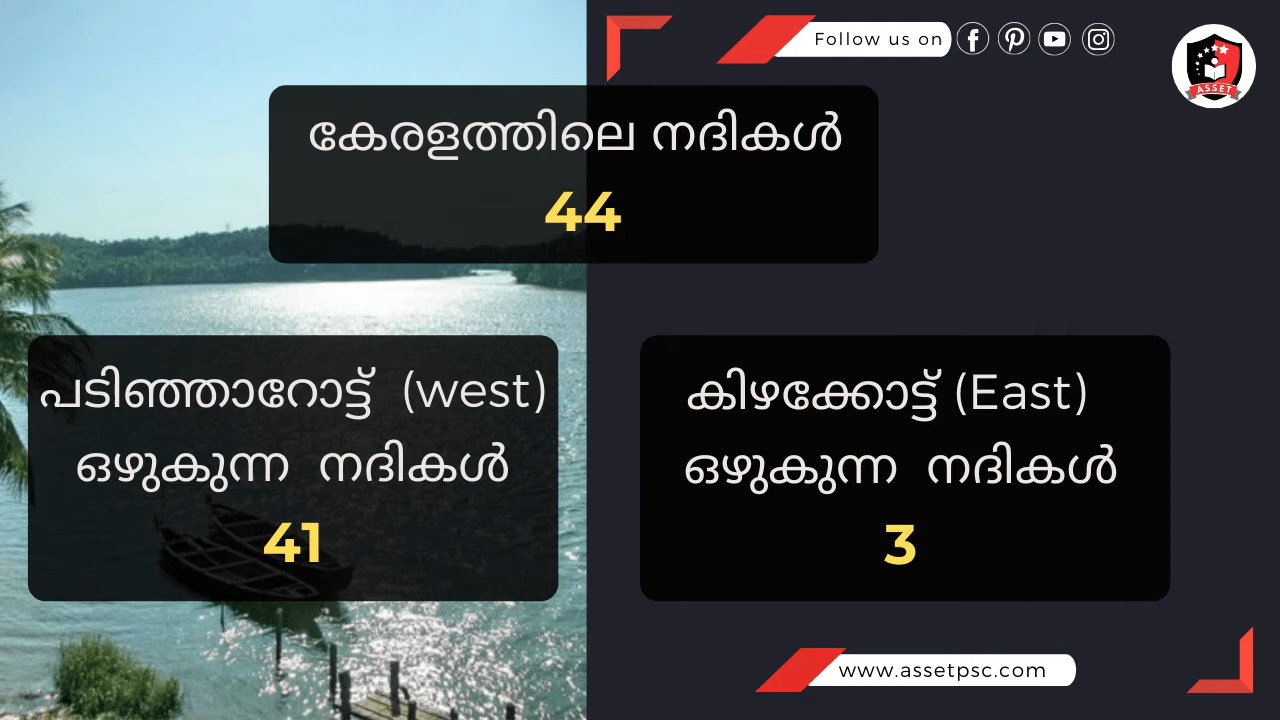 Follow us on
ASSET
കേരളത്തിലെ നദികൾ
44
പടിഞ്ഞാറോട്ട് (west)
ഒഴുകുന്ന നദികൾ
41
കിഴക്കോട്ട് (East)
ഒഴുകുന്ന നദികൾ
3
www.assetpsc.com